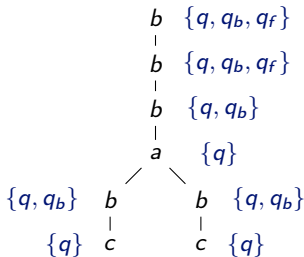 b {q, q_b, q_f}
b {q, q_b, q_f}
b {q, q_b}
a {q}
{q, q_b} b b {q, q_b}
{q} c c {q}